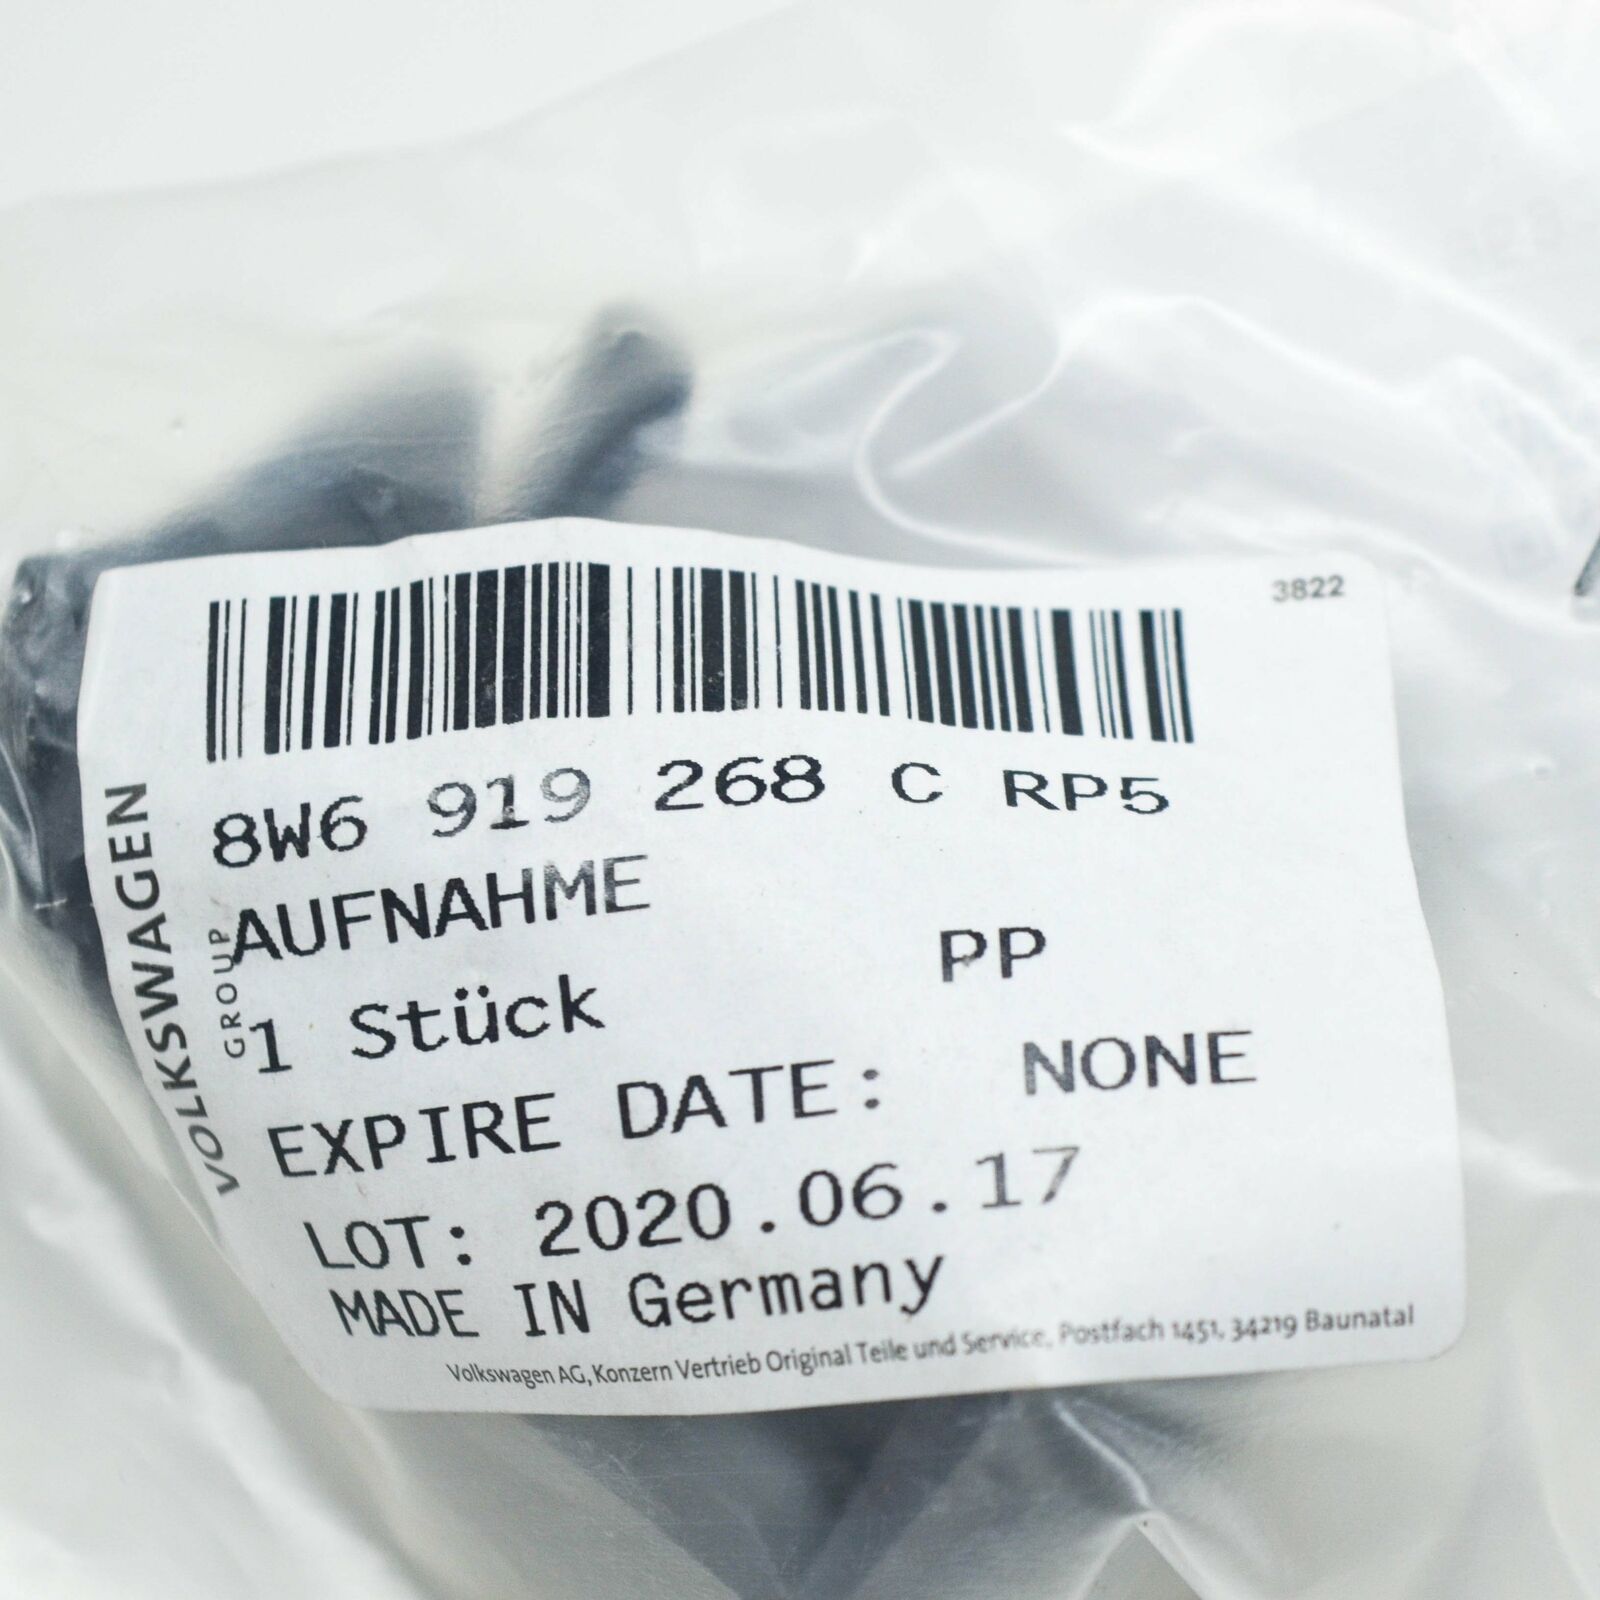 3822
8W6 919 268 C RP5
AUFNAHME
1 Stück PP
EXPIRE DATE: NONE
LOT: 2020.06.17
MADE IN Germany
Volkswagen AG, Konzern Vertrieb Original Teile und Service, Postfach 1451, 34219 Baunatal
VOLKSWAGEN
GROUP